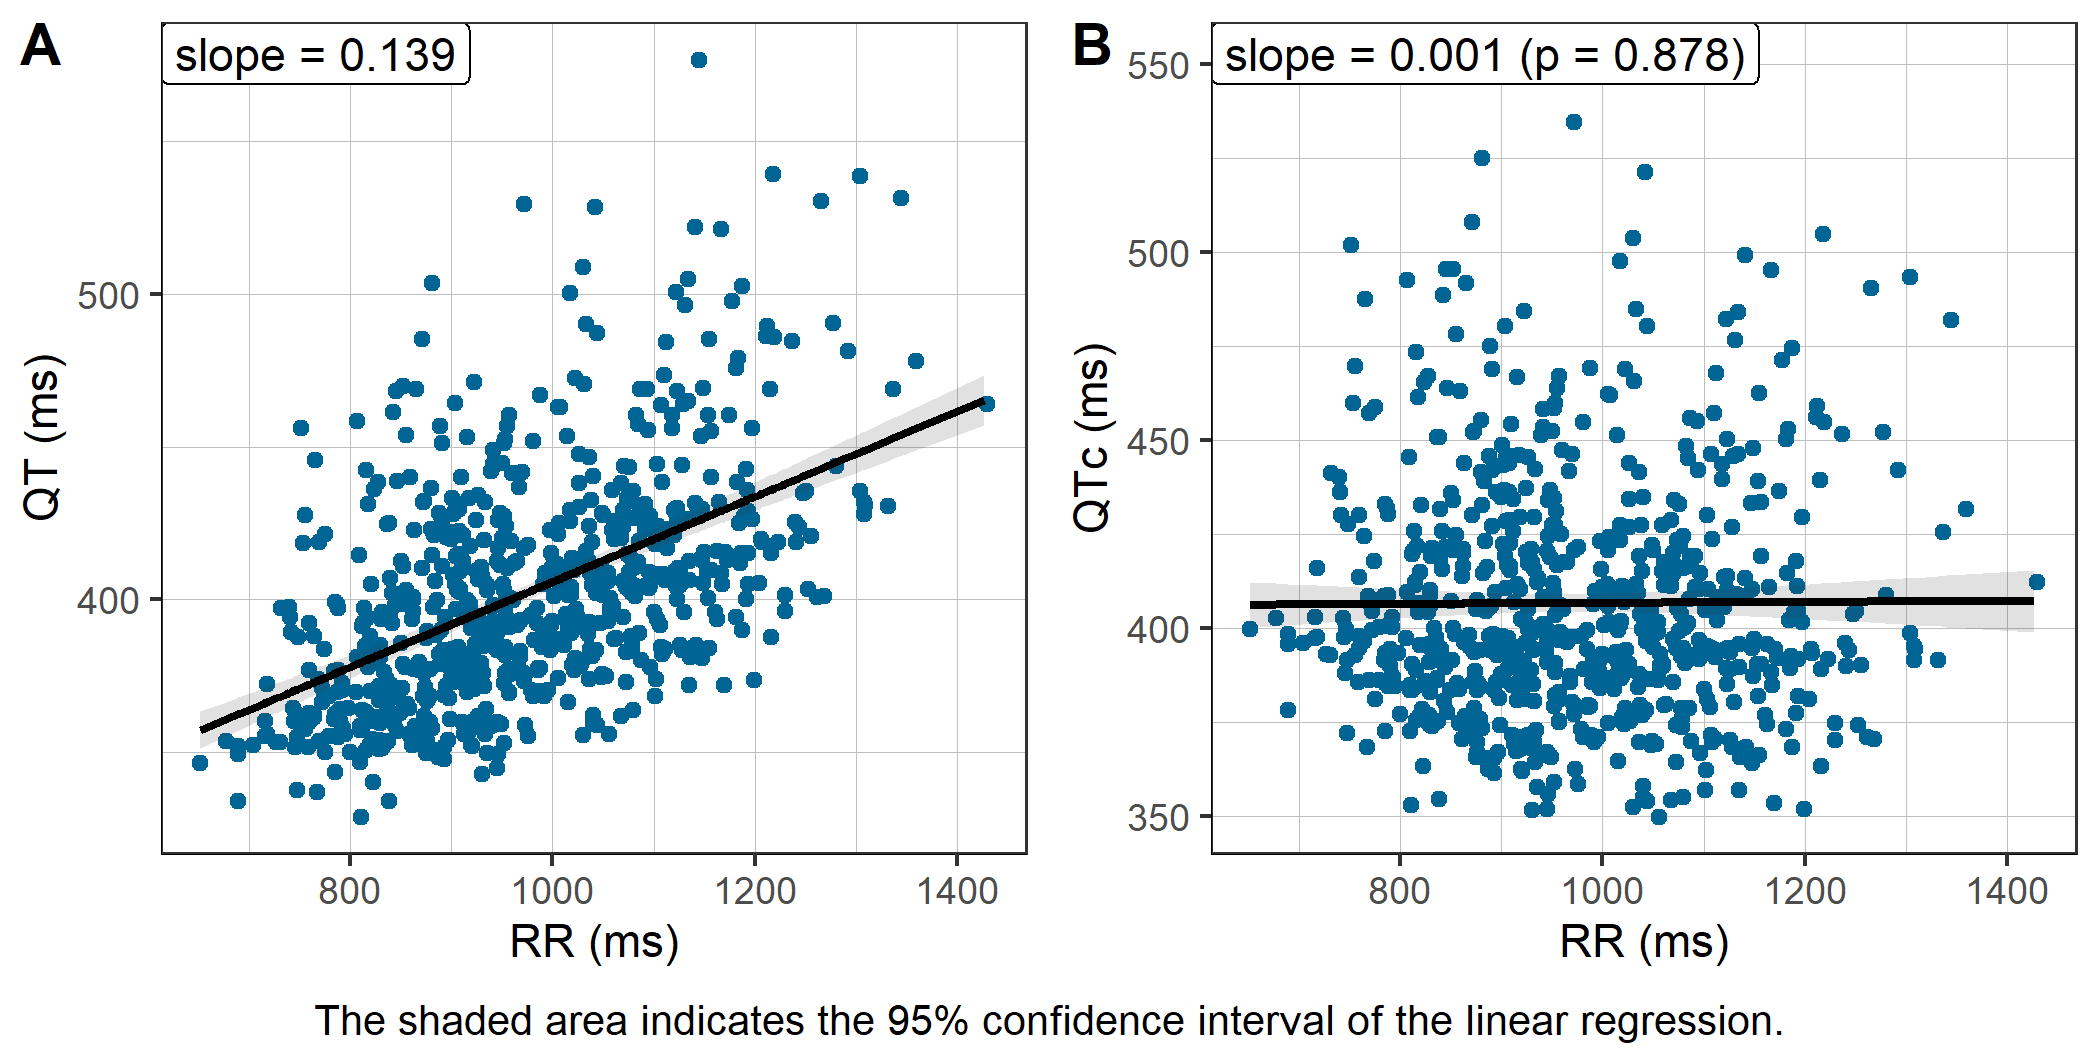 A
slope = 0.139
QT (ms)
500
400
800 1000 1200 1400
RR (ms)
B
slope = 0.001 (p = 0.878)
QTc (ms)
550
500
450
400
350
800 1000 1200 1400
RR (ms)
The shaded area indicates the 95% confidence interval of the linear regression.